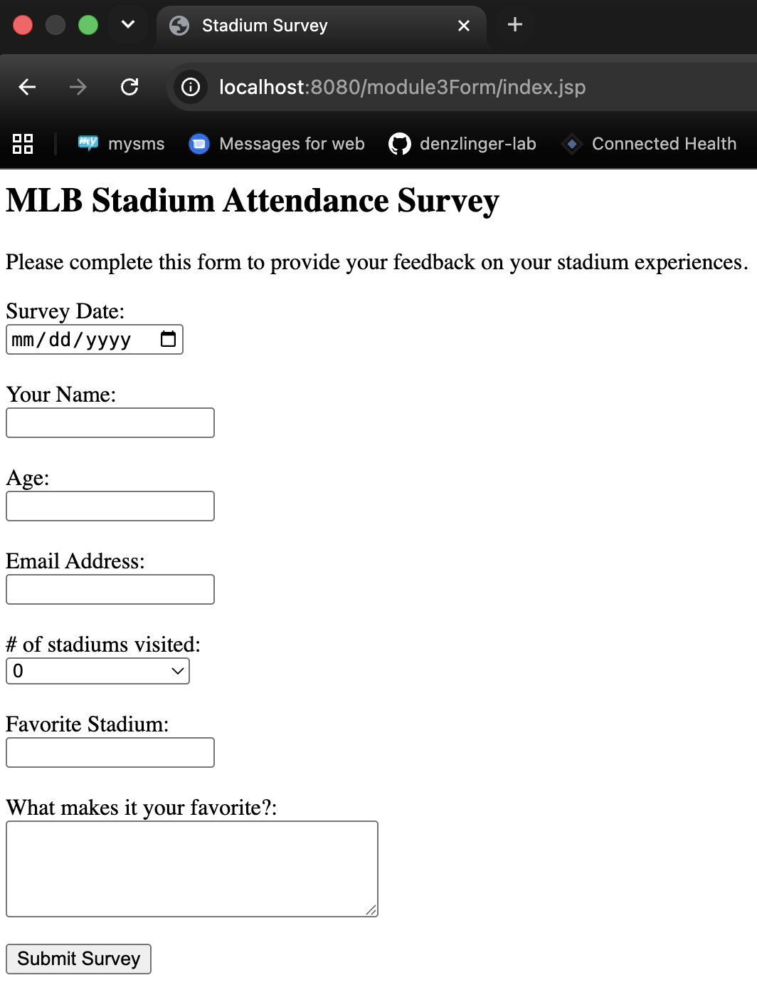 Stadium Survey
localhost:8080/module3Form/index.jsp
mysms Messages for web denzlinger-lab Connected Health
MLB Stadium Attendance Survey
Please complete this form to provide your feedback on your stadium experiences.
Survey Date:
mm/dd/yyyy
Your Name:
Age:
Email Address:
# of stadiums visited:
0
Favorite Stadium:
What makes it your favorite?:
Submit Survey